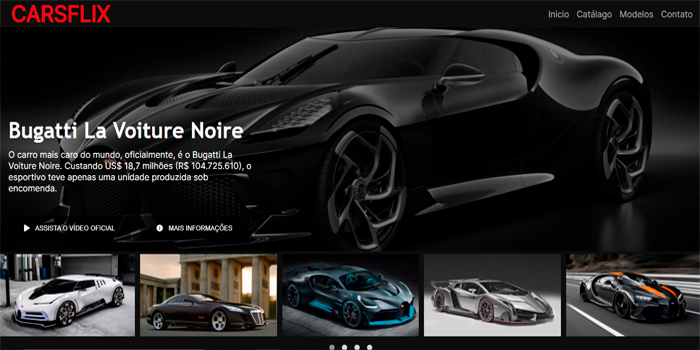 CARSFLIX
Início Catálago Modelos Contato
Bugatti La Voiture Noire
O carro mais caro do mundo, oficialmente, é o Bugatti La
Voiture Noire. Custando US$ 18,7 milhões (R$ 104.725.610), o
esportivo teve apenas uma unidade produzida sob
encomenda.
ASSISTA O VÍDEO OFICIAL
MAIS INFORMAÇÕES